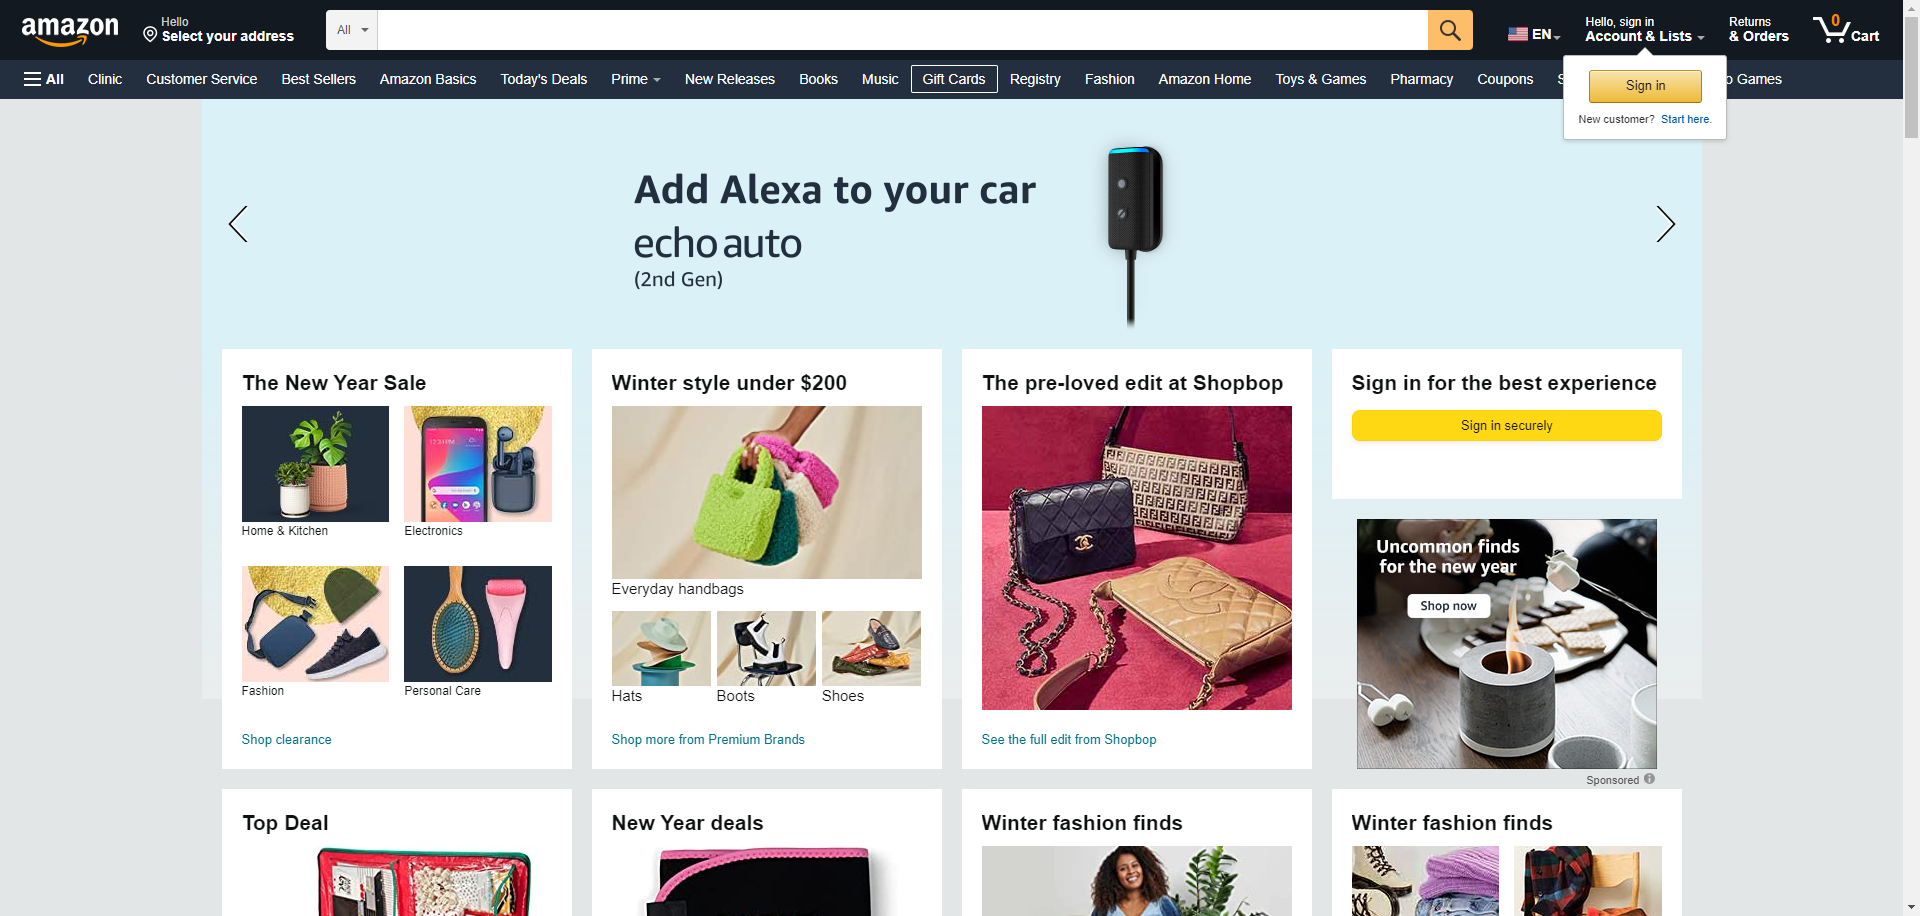 amazon
Hello
Select your address
All
EN
Hello, sign in
Account & Lists
Returns
& Orders
0
Cart
All
Clinic
Customer Service
Best Sellers
Amazon Basics
Today's Deals
Prime
New Releases
Books
Music
Gift Cards
Registry
Fashion
Amazon Home
Toys & Games
Pharmacy
Coupons
Games
Sign in
New customer? Start here.
Add Alexa to your car
echo auto
(2nd Gen)
The New Year Sale
Home & Kitchen
Electronics
Fashion
Personal Care
Shop clearance
Winter style under $200
Everyday handbags
Hats
Boots
Shoes
Shop more from Premium Brands
The pre-loved edit at Shopbop
See the full edit from Shopbop
Sign in for the best experience
Sign in securely
Uncommon finds
for the new year
Shop now
Sponsored
Top Deal
New Year deals
Winter fashion finds
Winter fashion finds